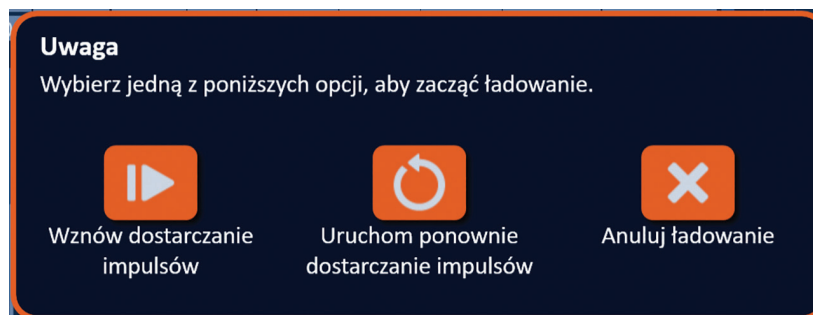 Uwaga
Wybierz jedną z poniższych opcji, aby zacząć ładowanie.
Wznów dostarczanie
impulsów
Uruchom ponownie
dostarczanie impulsów
Anuluj ładowanie